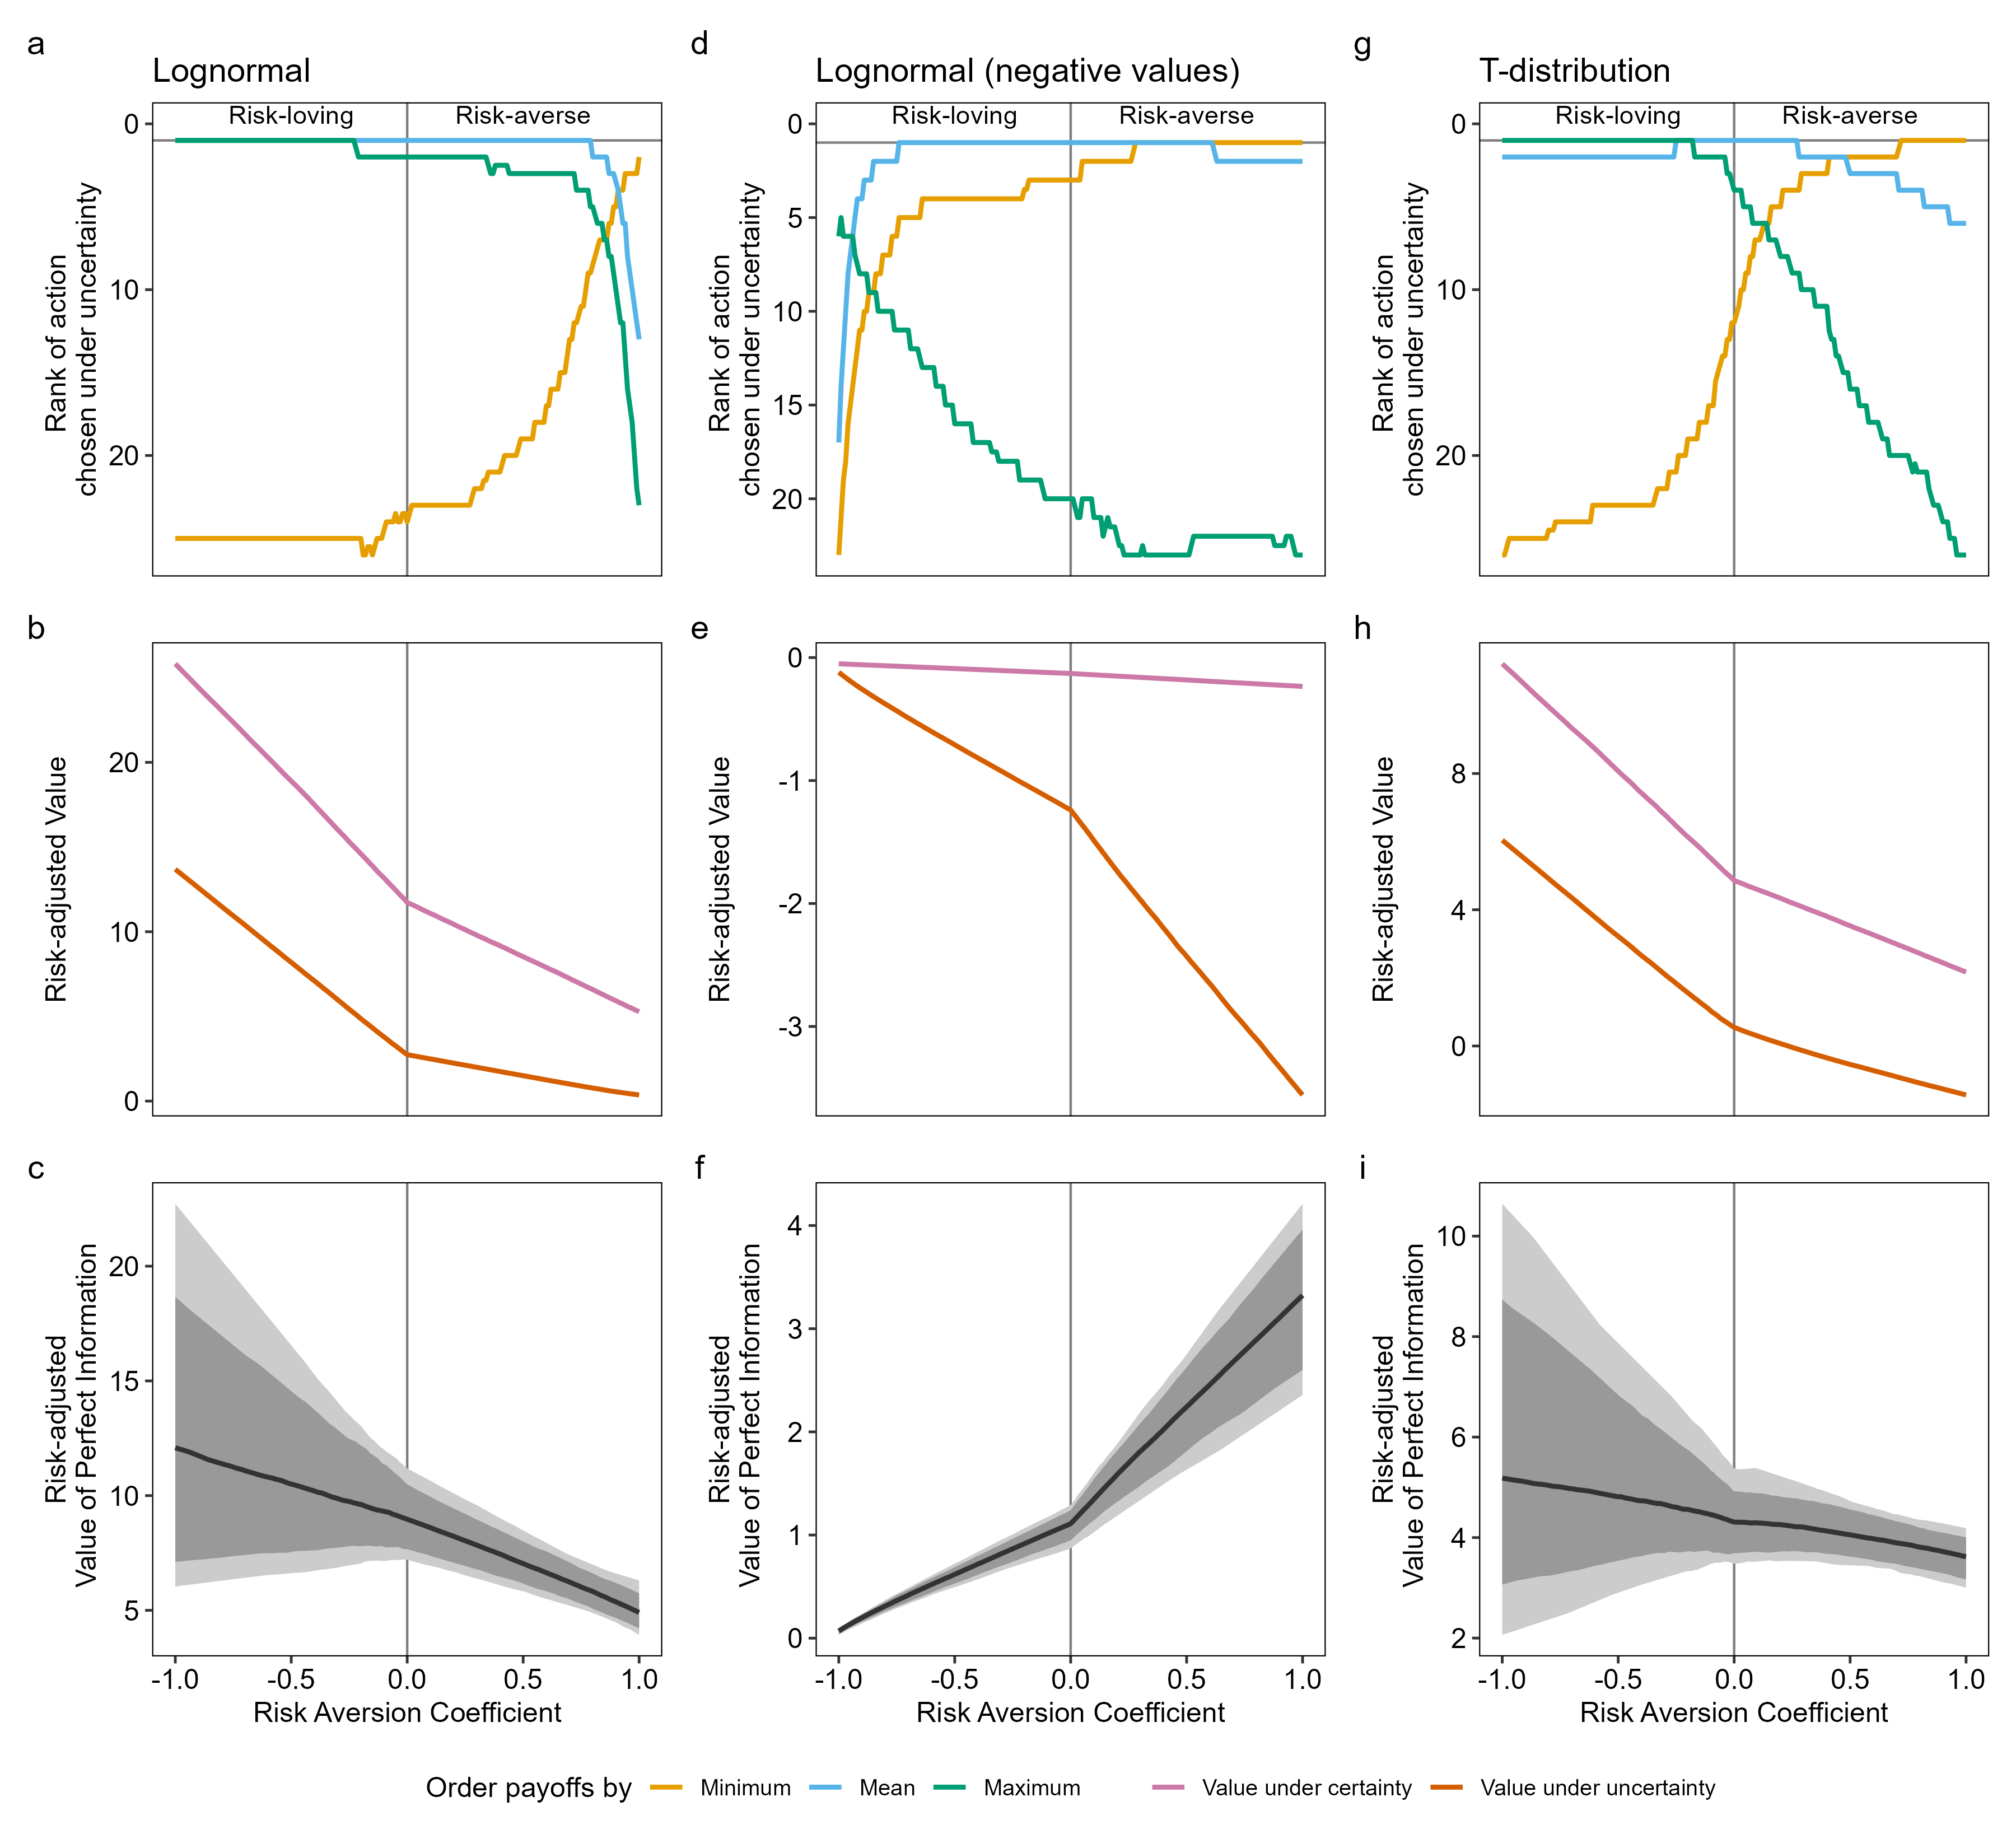 a
Lognormal
Risk-loving
Risk-averse
0
10
20
Rank of action
chosen under uncertainty
d
Lognormal (negative values)
Risk-loving
Risk-averse
0
5
10
15
20
Rank of action
chosen under uncertainty
g
T-distribution
Risk-loving
Risk-averse
0
10
20
Rank of action
chosen under uncertainty
b
20
10
0
Risk-adjusted Value
e
0
-1
-2
-3
Risk-adjusted Value
h
8
4
0
Risk-adjusted Value
c
20
15
10
5
Risk-adjusted
Value of Perfect Information
-1.0 -0.5 0.0 0.5 1.0
Risk Aversion Coefficient
f
4
3
2
1
0
Risk-adjusted
Value of Perfect Information
-1.0 -0.5 0.0 0.5 1.0
Risk Aversion Coefficient
i
10
8
6
4
2
Risk-adjusted
Value of Perfect Information
-1.0 -0.5 0.0 0.5 1.0
Risk Aversion Coefficient
Order payoffs by Minimum Mean Maximum Value under certainty Value under uncertainty